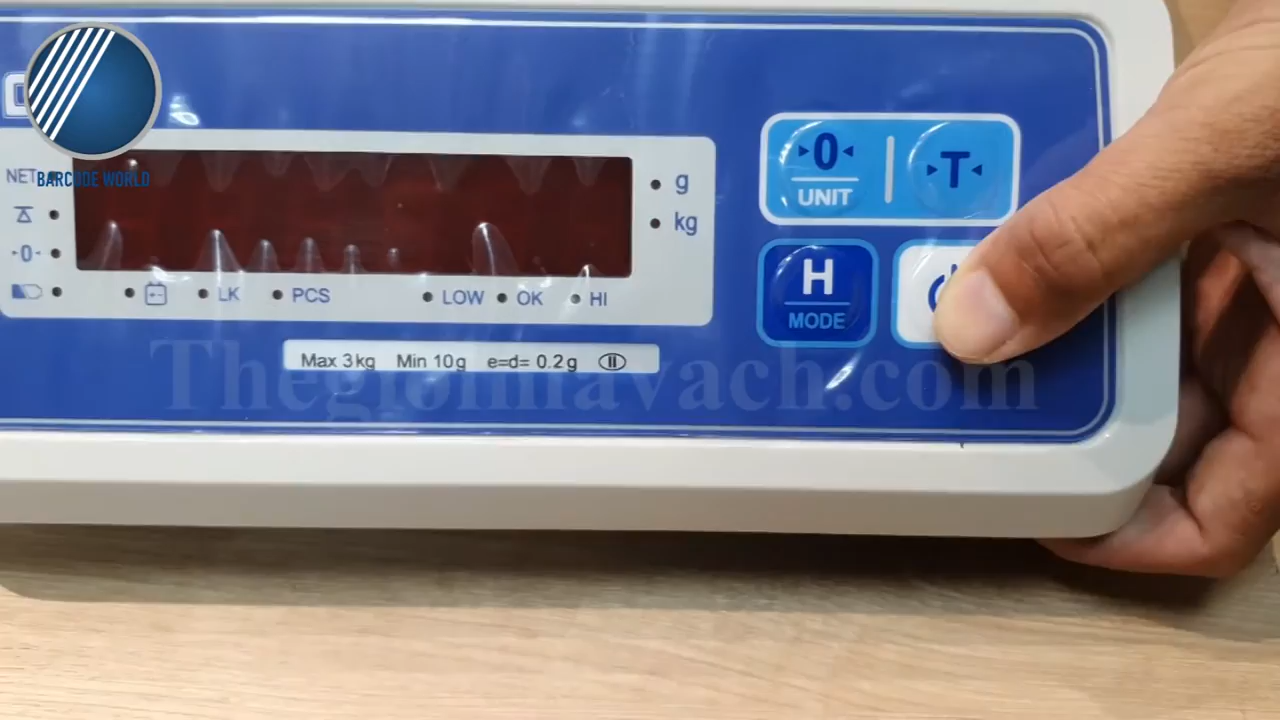 BARCODE WORLD
NET
0
UNIT
T
g
kg
►0◄
LK
PCS
LOW
OK
HI
H
MODE
Max 3kg Min 10g e=d= 0.2g II
Thegioimavach.com